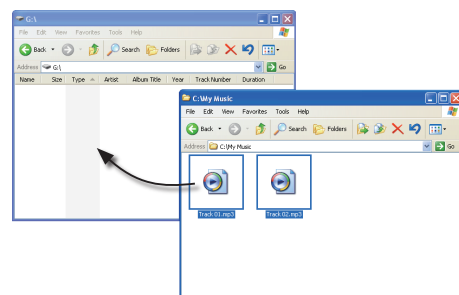 G:\
File Edit View Favorites Tools Help
Back Search Folders
Address G:\ Go
Name Size Type Artist Album Title Year Track Number Duration
C:\My Music
File Edit View Favorites Tools Help
Back Search Folders
Address C:\My Music Go
Track 01.mp3 Track 02.mp3